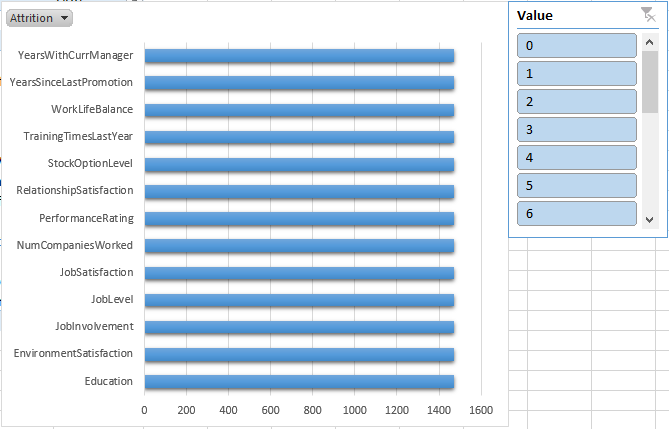 Attrition
YearsWithCurrManager
YearsSinceLastPromotion
WorkLifeBalance
TrainingTimesLastYear
StockOptionLevel
RelationshipSatisfaction
PerformanceRating
NumCompaniesWorked
JobSatisfaction
JobLevel
JobInvolvement
EnvironmentSatisfaction
Education
0 200 400 600 800 1000 1200 1400 1600
Value
0
1
2
3
4
5
6